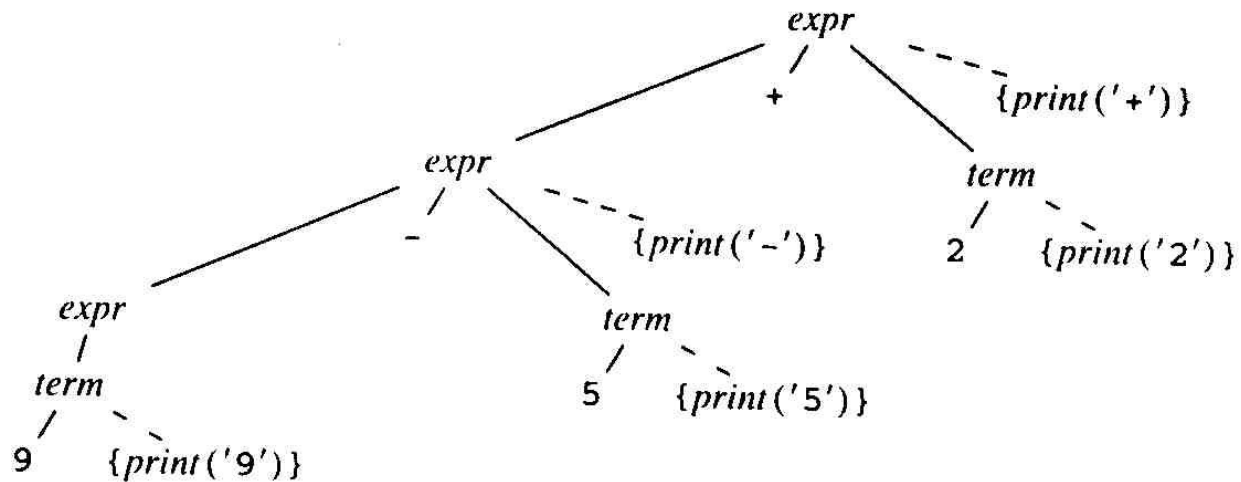 expr
+ {print('+')}
expr term
- {print('-')} 2 {print('2')}
expr term
term 5 {print('5')}
9 {print('9')}